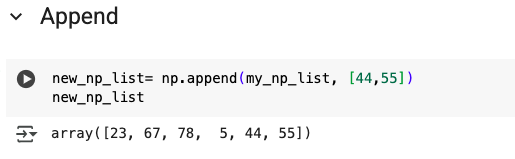 Append
new_np_list= np.append(my_np_list, [44,55])
new_np_list
array([23, 67, 78,  5, 44, 55])